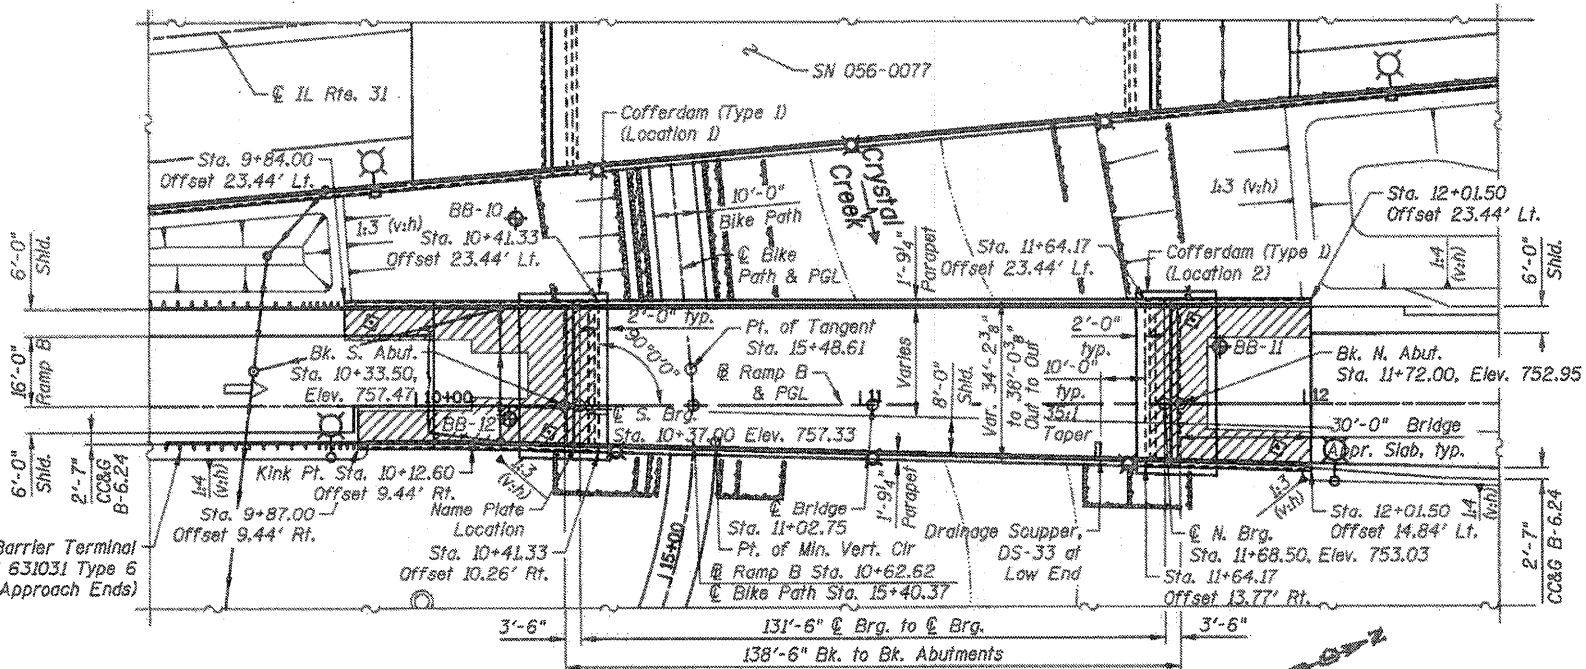 SN 056-0077
℄ IL Rte. 31
Cofferdam (Type 1)
(Location 1)
Sta. 9+84.00
Offset 23.44' Lt.
Crystal
Creek
1:3 (v:h)
BB-10
10'-0"
Bike Path
Sta. 10+41.33
Offset 23.44' Lt.
℄ Bike
Path & PGL
1'-9¼"
Parapet
Sta. 11+64.17
Offset 23.44' Lt.
Cofferdam (Type 1)
(Location 2)
1:3 (v:h)
Sta. 12+01.50
Offset 23.44' Lt.
1:4
(v:h)
6'-0"
Shld.
6'-0"
Shld.
16'-0"
Ramp B
6'-0"
Shld.
2'-7"
CC&G
B-6.24
2'-0" typ.
90°0'0"
Bk. S. Abut.
Sta. 10+33.50,
Elev. 757.47
10+00
BB-12
Pt. of Tangent
Sta. 15+48.61
Ramp B
& PGL
Varies
8'-0"
Shld.
Var. 34'-2⅜"
to 38'-0⅜"
Out to Out
11
2'-0"
typ.
10'-0"
typ.
35:1
Taper
BB-11
Bk. N. Abut.
Sta. 11+72.00, Elev. 752.95
12
30'-0" Bridge
Appr. Slab, typ.
℄ S. Brg.
Sta. 10+37.00 Elev. 757.33
Kink Pt. Sta. 10+12.60
Offset 9.44' Rt.
1:4
(v:h)
1:3
(v:h)
Sta. 9+87.00
Offset 9.44' Rt.
Name Plate
Location
Sta. 10+41.33
Offset 10.26' Rt.
Barrier Terminal
631031 Type 6
Approach Ends)
15+00
℄ Bridge
Sta. 11+02.75
Pt. of Min. Vert. Clr
Ramp B Sta. 10+62.62
℄ Bike Path Sta. 15+40.37
1'-9¼"
Parapet
Drainage Scupper,
DS-33 at
Low End
1:3
(v:h)
Sta. 12+01.50
Offset 14.84' Lt.
1:4
(v:h)
℄ N. Brg.
Sta. 11+68.50, Elev. 753.03
Sta. 11+64.17
Offset 13.77' Rt.
2'-7"
CC&G B-6.24
3'-6"
131'-6" ℄ Brg. to ℄ Brg.
3'-6"
138'-6" Bk. to Bk. Abutments